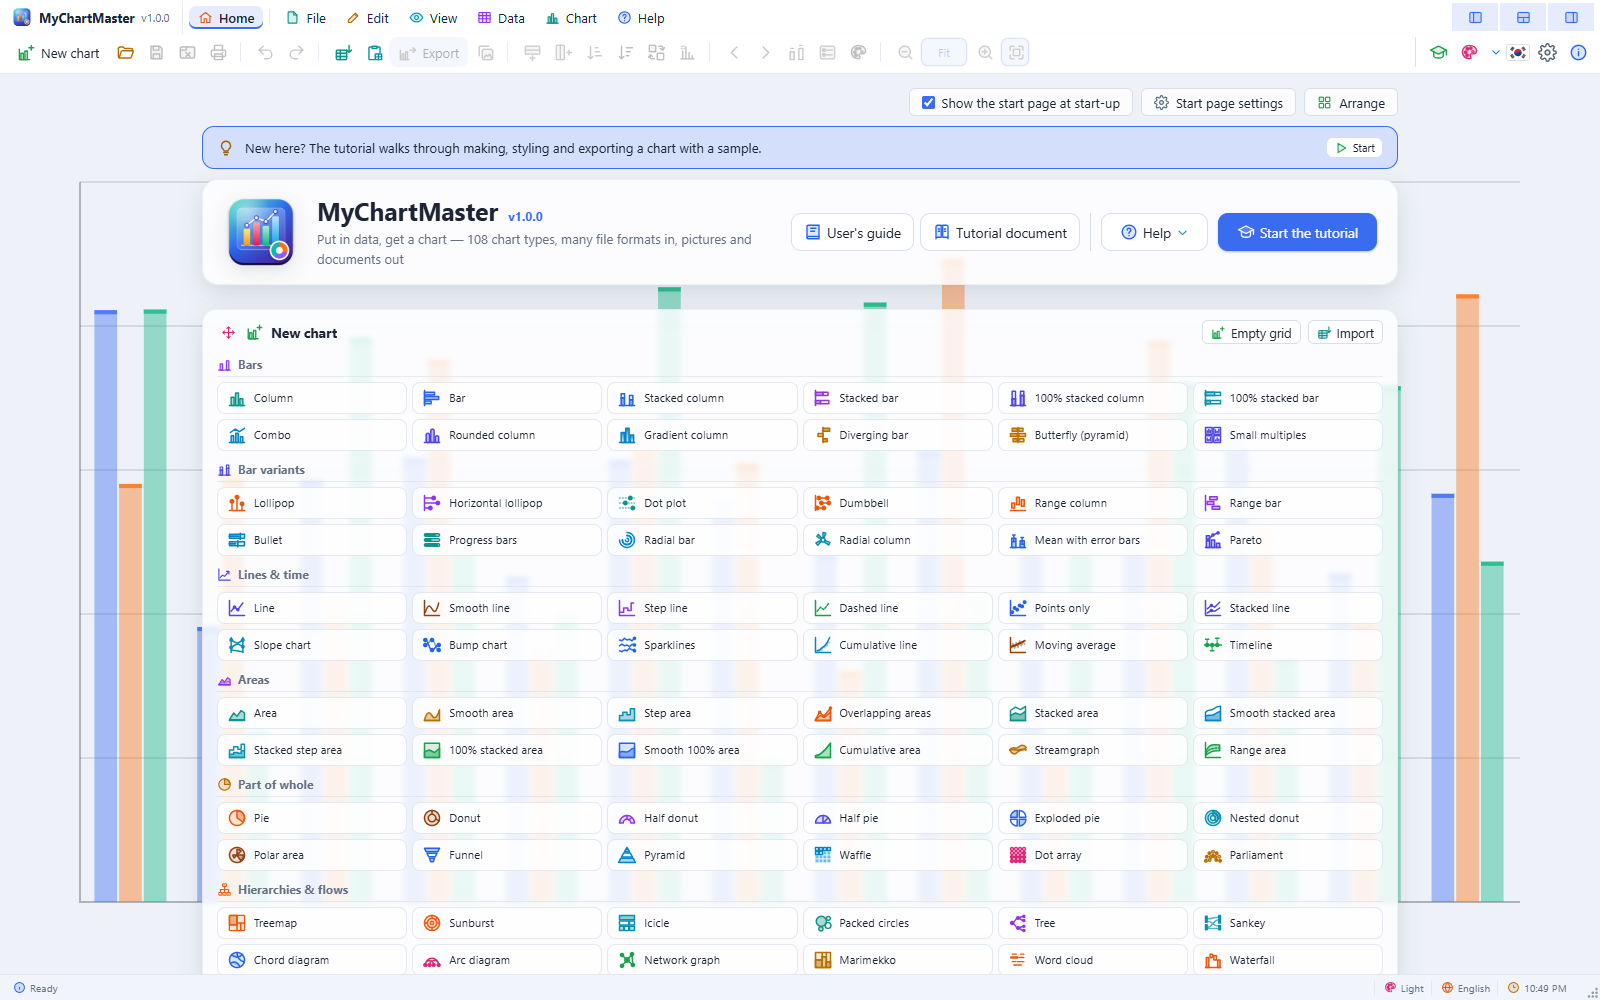 MyChartMaster v1.0.0 Home File Edit View Data Chart Help
New chart Export Fit
Show the start page at start-up Start page settings Arrange
New here? The tutorial walks through making, styling and exporting a chart with a sample. Start
MyChartMaster v1.0.0
Put in data, get a chart — 108 chart types, many file formats in, pictures and
documents out
User's guide Tutorial document Help Start the tutorial
New chart Empty grid Import
Bars
Column Bar Stacked column Stacked bar 100% stacked column 100% stacked bar
Combo Rounded column Gradient column Diverging bar Butterfly (pyramid) Small multiples
Bar variants
Lollipop Horizontal lollipop Dot plot Dumbbell Range column Range bar
Bullet Progress bars Radial bar Radial column Mean with error bars Pareto
Lines & time
Line Smooth line Step line Dashed line Points only Stacked line
Slope chart Bump chart Sparklines Cumulative line Moving average Timeline
Areas
Area Smooth area Step area Overlapping areas Stacked area Smooth stacked area
Stacked step area 100% stacked area Smooth 100% area Cumulative area Streamgraph Range area
Part of whole
Pie Donut Half donut Half pie Exploded pie Nested donut
Polar area Funnel Pyramid Waffle Dot array Parliament
Hierarchies & flows
Treemap Sunburst Icicle Packed circles Tree Sankey
Chord diagram Arc diagram Network graph Marimekko Word cloud Waterfall
Ready Light English 10:49 PM